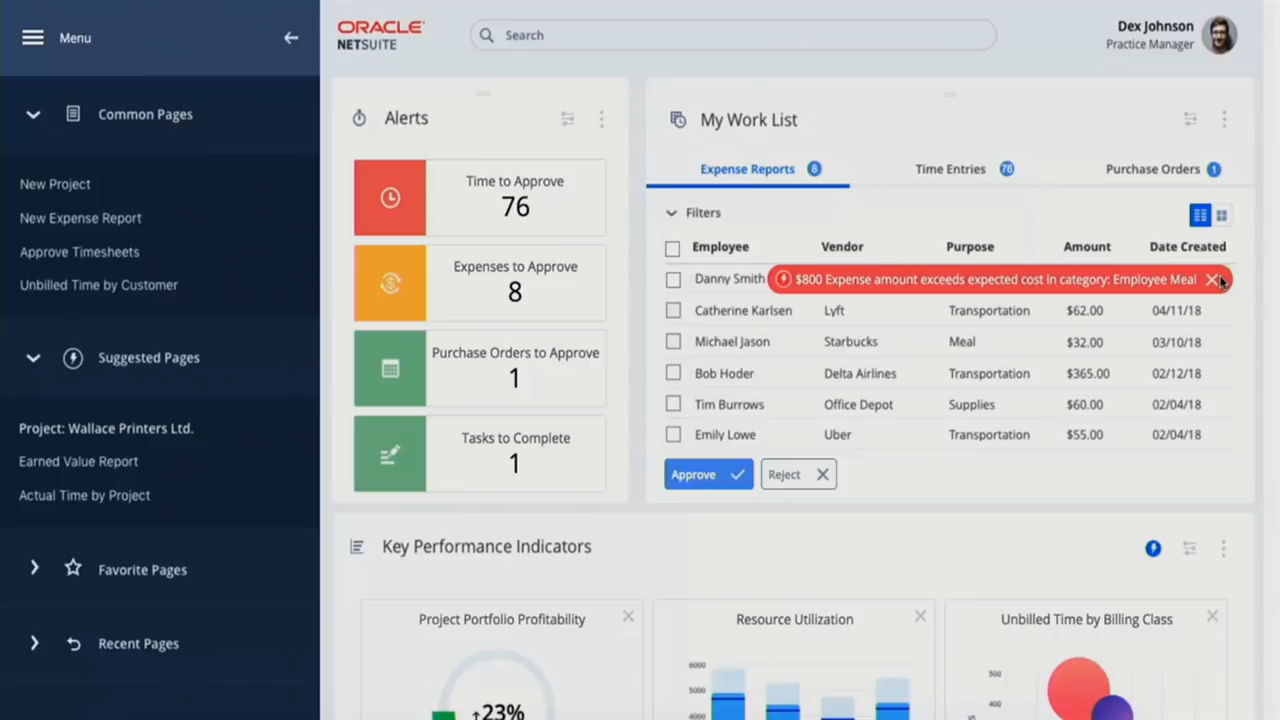 Menu
Common Pages
New Project
New Expense Report
Approve Timesheets
Unbilled Time by Customer
Suggested Pages
Project: Wallace Printers Ltd.
Earned Value Report
Actual Time by Project
Favorite Pages
Recent Pages
ORACLE
NETSUITE
Search
Dex Johnson
Practice Manager
Alerts
Time to Approve
76
Expenses to Approve
8
Purchase Orders to Approve
1
Tasks to Complete
1
My Work List
Expense Reports 8 Time Entries 76 Purchase Orders 1
Filters
Employee Vendor Purpose Amount Date Created
Danny Smith $800 Expense amount exceeds expected cost in category: Employee Meal
Catherine Karlsen Lyft Transportation $62.00 04/11/18
Michael Jason Starbucks Meal $32.00 03/10/18
Bob Hoder Delta Airlines Transportation $365.00 02/12/18
Tim Burrows Office Depot Supplies $60.00 02/04/18
Emily Lowe Uber Transportation $55.00 02/04/18
Approve Reject
Key Performance Indicators
Project Portfolio Profitability
↑23%
Resource Utilization
6000
5000
4000
Unbilled Time by Billing Class
500
400